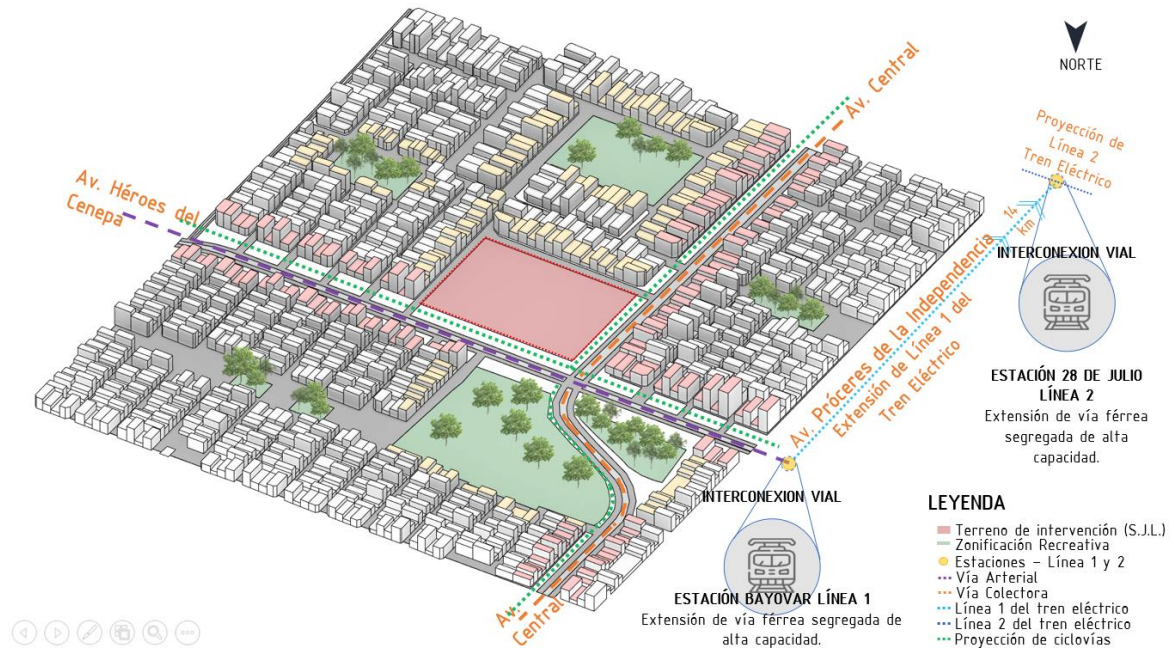 NORTE
Av. Central
Proyección de
Línea 2
Tren Eléctrico
Av. Héroes del
Cenepa
14
Km
INTERCONEXION VIAL
Av. Próceres de la Independencia
Extensión de Línea 1 del
Tren Eléctrico
ESTACIÓN 28 DE JULIO
LÍNEA 2
Extensión de vía férrea
segregada de alta
capacidad.
INTERCONEXION VIAL
ESTACIÓN BAYOVAR LÍNEA 1
Extensión de vía férrea segregada de
alta capacidad.
Av.
Central
LEYENDA
Terreno de intervención (S.J.L.)
Zonificación Recreativa
Estaciones – Línea 1 y 2
Vía Arterial
Vía Colectora
Línea 1 del tren eléctrico
Línea 2 del tren eléctrico
Proyección de ciclovías